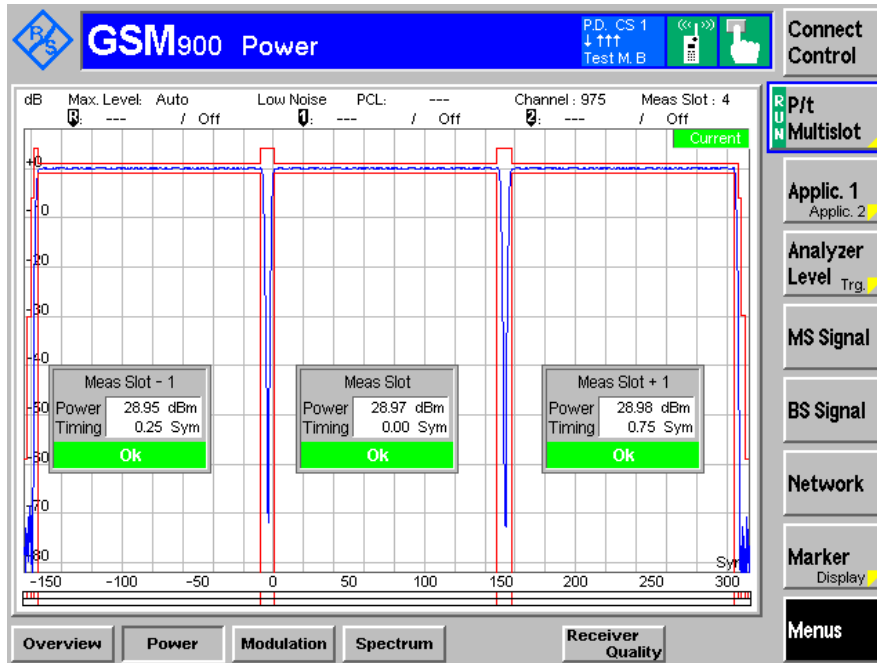 R/S GSM900 Power P.D. CS 1
↓ ↑↑↑
Test M. B
Connect Control
dB Max. Level: Auto Low Noise PCL: --- Channel : 975 Meas Slot : 4
R: --- / Off 1: --- / Off 2: --- / Off
Current
RUN
P/t Multislot
Applic. 1
Applic. 2
Analyzer Level Trg.
MS Signal
BS Signal
Network
Marker
Display
Menus
+0
-10
-20
-30
-40
-50
-60
-70
-80
Meas Slot - 1
Power 28.95 dBm
Timing 0.25 Sym
Ok
Meas Slot
Power 28.97 dBm
Timing 0.00 Sym
Ok
Meas Slot + 1
Power 28.98 dBm
Timing 0.75 Sym
Ok
Sym
-150 -100 -50 0 50 100 150 200 250 300
Overview Power Modulation Spectrum Receiver Quality